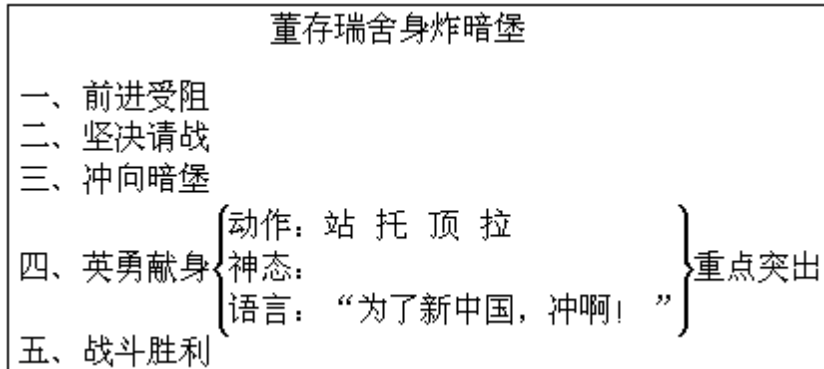 董存瑞舍身炸暗堡
一、前进受阻
二、坚决请战
三、冲向暗堡
四、英勇献身
动作：站 托 顶 拉
神态：
语言：“为了新中国，冲啊！”
重点突出
五、战斗胜利